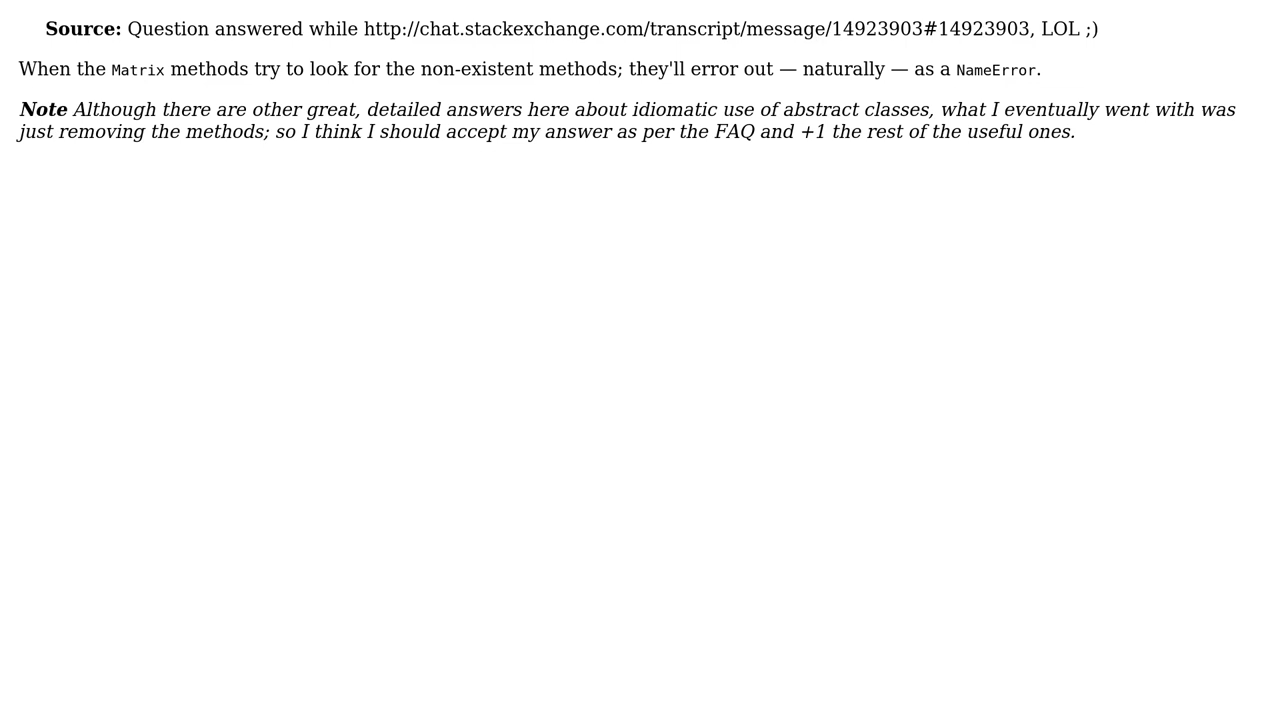 Source: Question answered while http://chat.stackexchange.com/transcript/message/14923903#14923903, LOL ;)
When the Matrix methods try to look for the non-existent methods; they'll error out — naturally — as a NameError.
Note Although there are other great, detailed answers here about idiomatic use of abstract classes, what I eventually went with was
just removing the methods; so I think I should accept my answer as per the FAQ and +1 the rest of the useful ones.